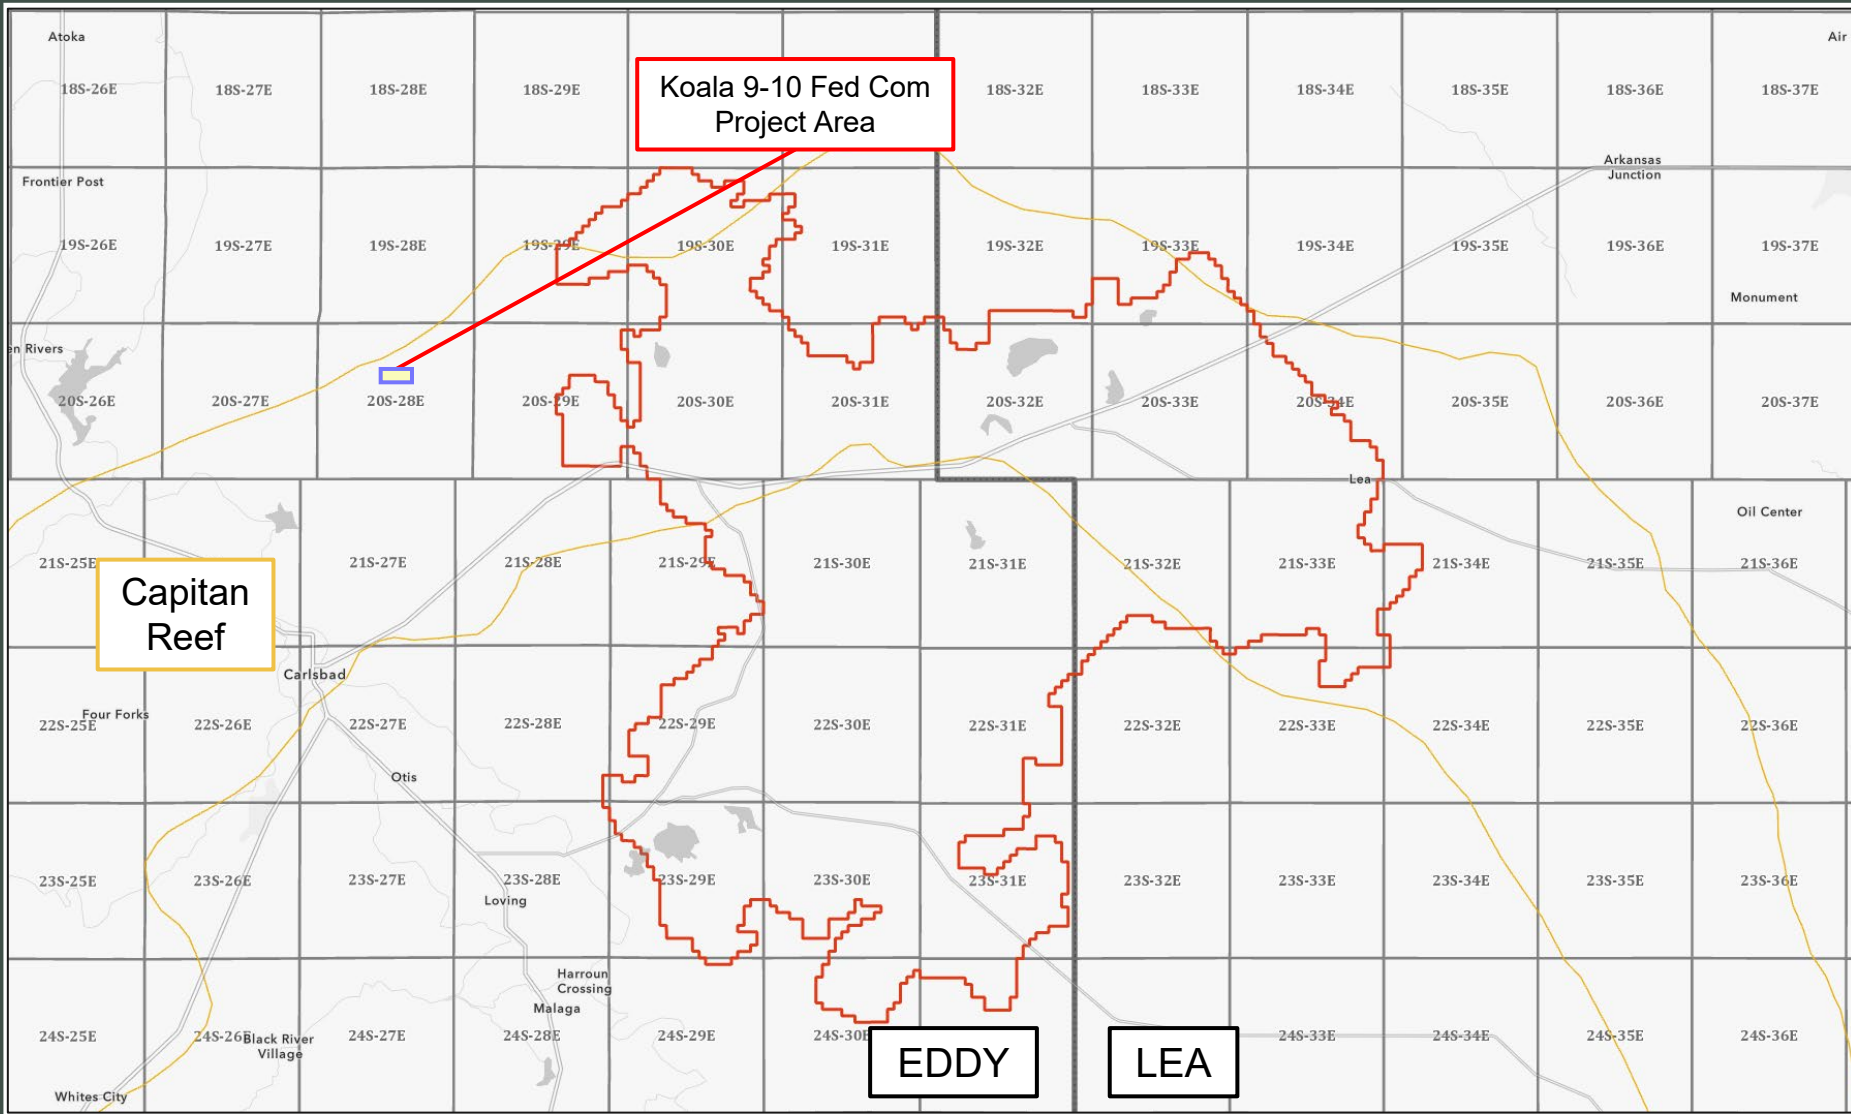 Atoka
Air
18S-26E
18S-27E
18S-28E
18S-29E
Koala 9-10 Fed Com
Project Area
18S-32E
18S-33E
18S-34E
18S-35E
18S-36E
18S-37E
Frontier Post
Arkansas
Junction
19S-26E
19S-27E
19S-28E
19S-29E
19S-30E
19S-31E
19S-32E
19S-33E
19S-34E
19S-35E
19S-36E
19S-37E
Monument
en Rivers
20S-26E
20S-27E
20S-28E
20S-29E
20S-30E
20S-31E
20S-32E
20S-33E
20S-34E
20S-35E
20S-36E
20S-37E
Lea
Oil Center
21S-25E
21S-27E
21S-28E
21S-29E
21S-30E
21S-31E
21S-32E
21S-33E
21S-34E
21S-35E
21S-36E
Capitan
Reef
Carlsbad
Four Forks
22S-25E
22S-26E
22S-27E
22S-28E
22S-29E
22S-30E
22S-31E
22S-32E
22S-33E
22S-34E
22S-35E
22S-36E
Otis
23S-25E
23S-26E
23S-27E
23S-28E
23S-29E
23S-30E
23S-31E
23S-32E
23S-33E
23S-34E
23S-35E
23S-36E
Loving
Harroun
Crossing
Malaga
24S-25E
24S-26E
Black River
Village
24S-27E
24S-28E
24S-29E
24S-30E
EDDY
LEA
24S-33E
24S-34E
24S-35E
24S-36E
Whites City